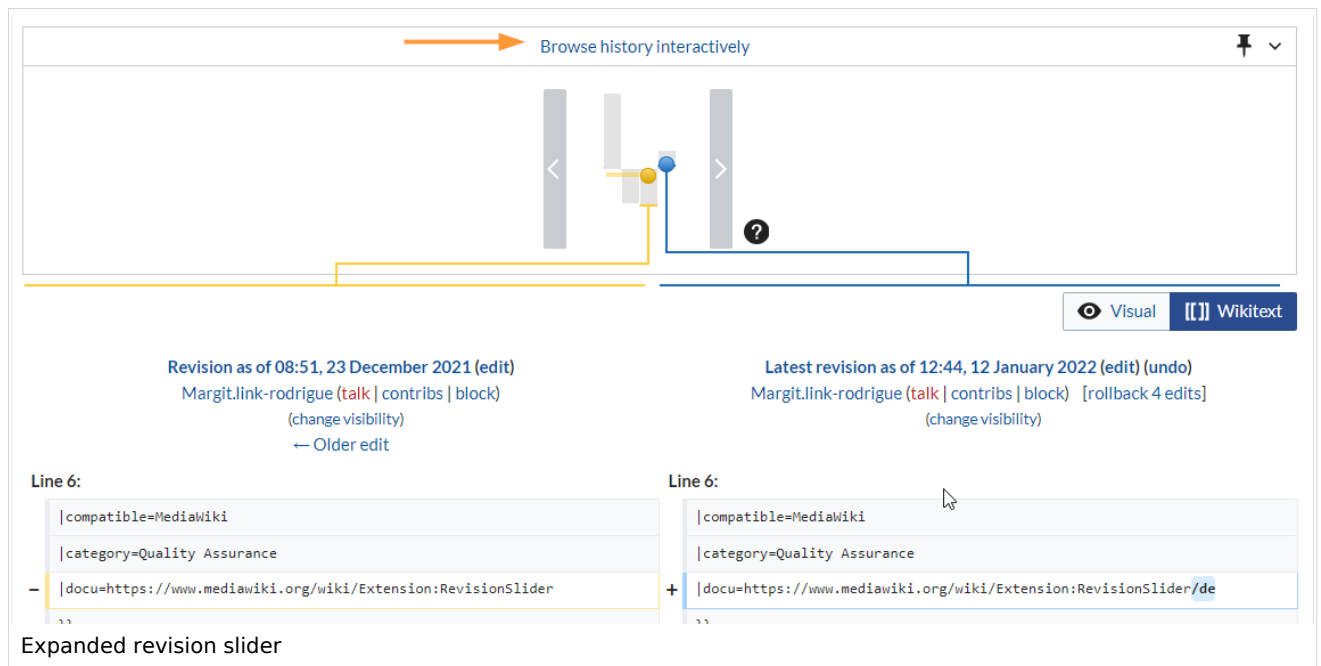 Browse history interactively
?
Visual
[[]] Wikitext
Revision as of 08:51, 23 December 2021 (edit)
Margit.link-rodrigue (talk | contribs | block)
(change visibility)
← Older edit
Latest revision as of 12:44, 12 January 2022 (edit) (undo)
Margit.link-rodrigue (talk | contribs | block) [rollback 4 edits]
(change visibility)
Line 6:
Line 6:
|compatible=MediaWiki
|compatible=MediaWiki
|category=Quality Assurance
|category=Quality Assurance
− |docu=https://www.mediawiki.org/wiki/Extension:RevisionSlider
+ |docu=https://www.mediawiki.org/wiki/Extension:RevisionSlider/de
}}
}}
Expanded revision slider